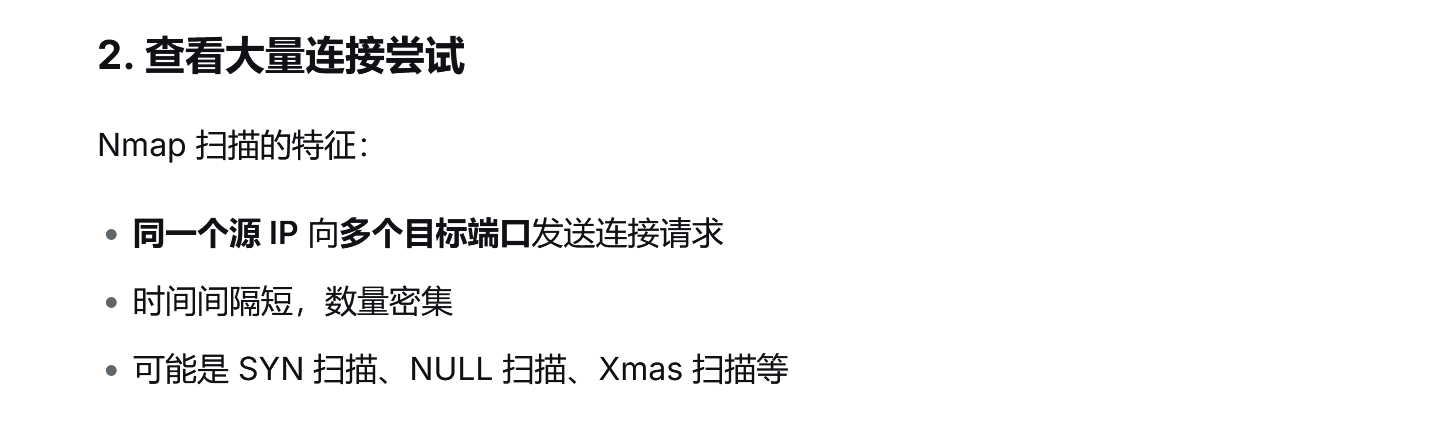 2. 查看大量连接尝试
Nmap 扫描的特征：
• 同一个源 IP 向多个目标端口发送连接请求
• 时间间隔短，数量密集
• 可能是 SYN 扫描、NULL 扫描、Xmas 扫描等